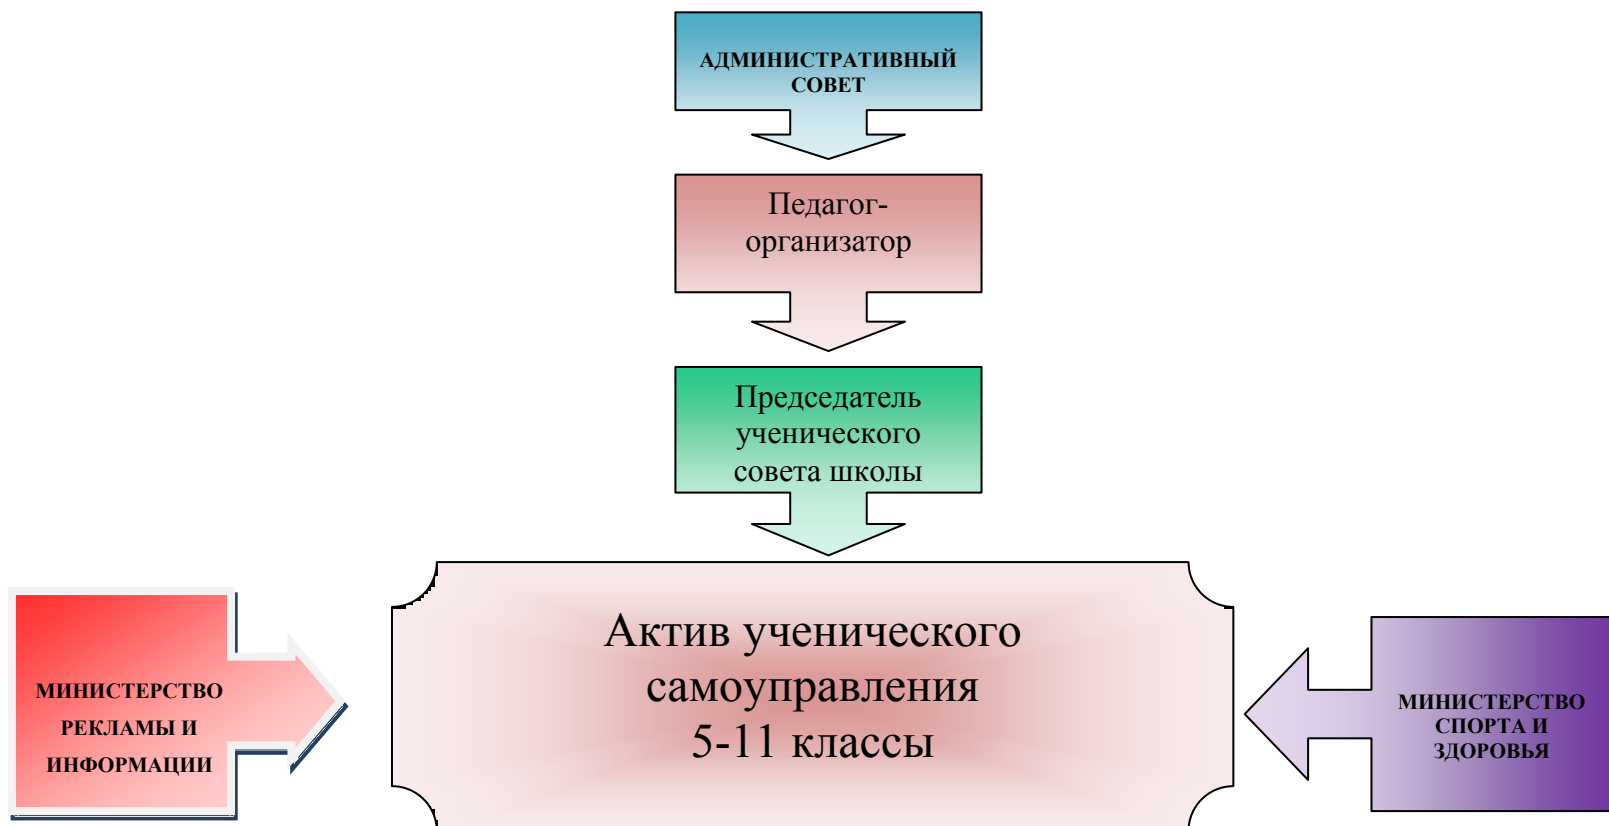 АДМИНИСТРАТИВНЫЙ
СОВЕТ
Педагог-
организатор
Председатель
ученического
совета школы
Актив ученического
самоуправления
5-11 классы
МИНИСТЕРСТВО
РЕКЛАМЫ И
ИНФОРМАЦИИ
МИНИСТЕРСТВО
СПОРТА И
ЗДОРОВЬЯ